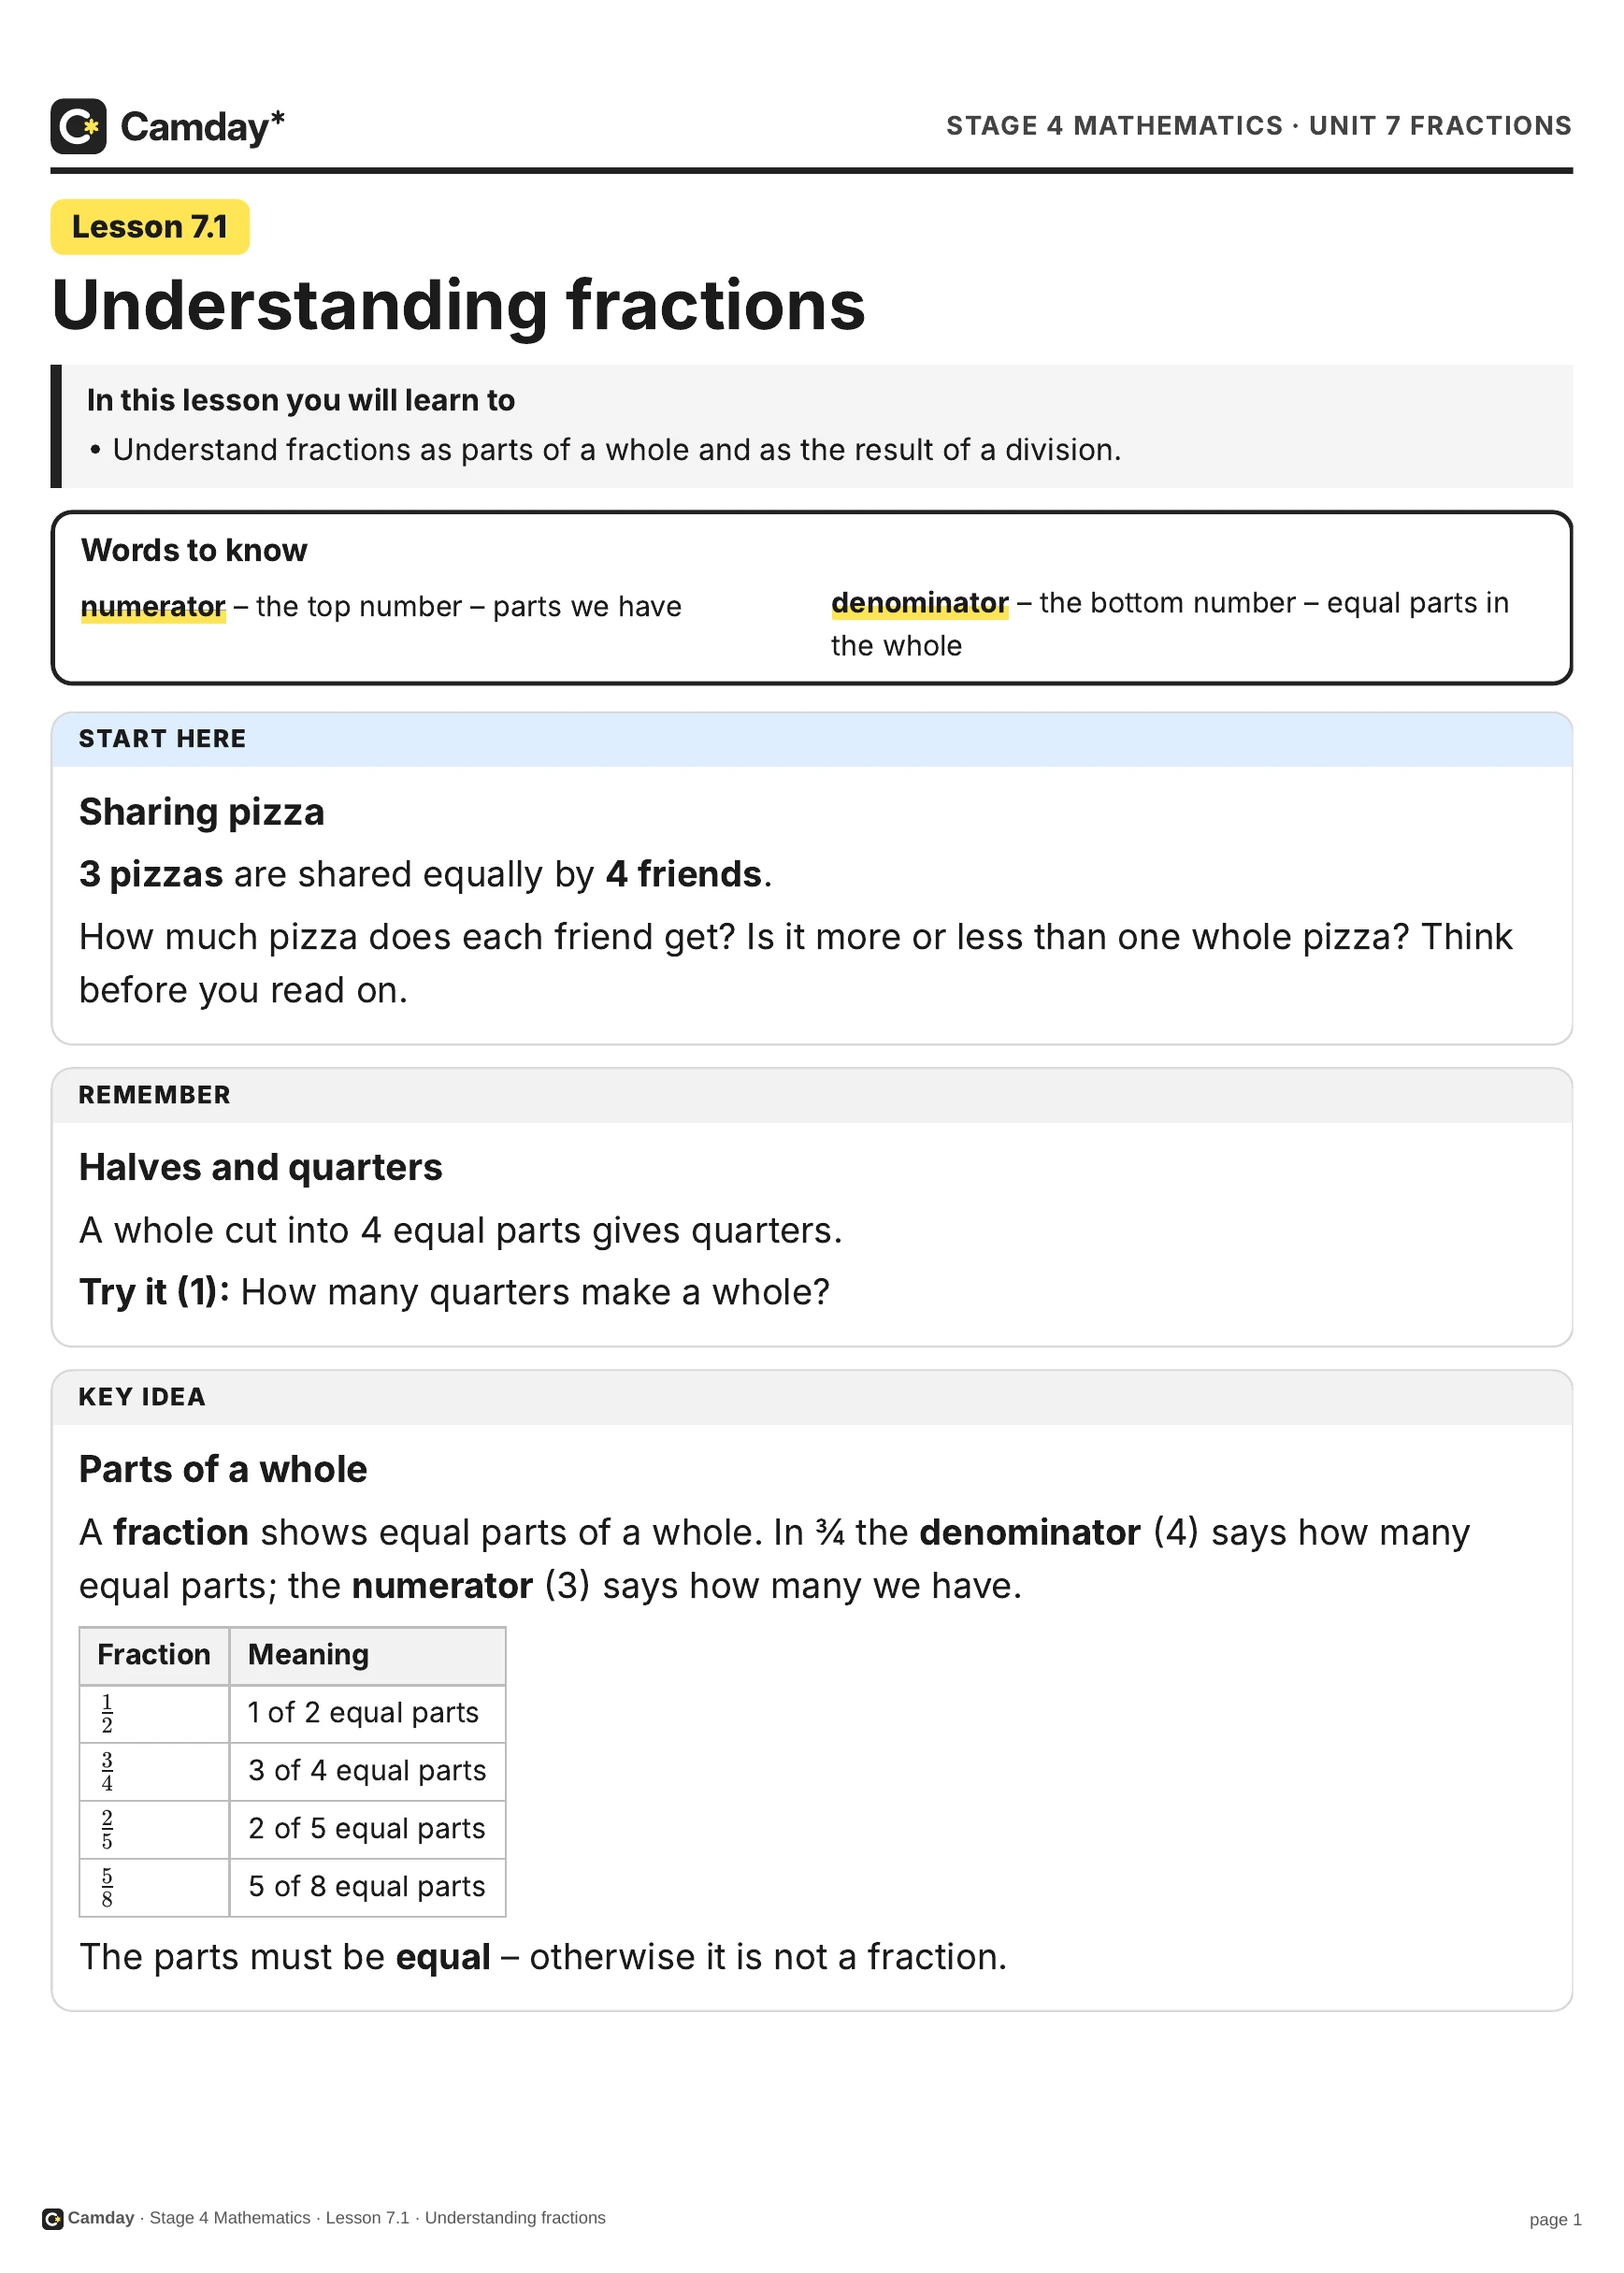 Camday*
STAGE 4 MATHEMATICS · UNIT 7 FRACTIONS
Lesson 7.1
Understanding fractions
In this lesson you will learn to
• Understand fractions as parts of a whole and as the result of a division.
Words to know
numerator – the top number – parts we have
denominator – the bottom number – equal parts in
the whole
START HERE
Sharing pizza
3 pizzas are shared equally by 4 friends.
How much pizza does each friend get? Is it more or less than one whole pizza? Think
before you read on.
REMEMBER
Halves and quarters
A whole cut into 4 equal parts gives quarters.
Try it (1): How many quarters make a whole?
KEY IDEA
Parts of a whole
A fraction shows equal parts of a whole. In ¾ the denominator (4) says how many
equal parts; the numerator (3) says how many we have.
Fraction Meaning
1/2 1 of 2 equal parts
3/4 3 of 4 equal parts
2/5 2 of 5 equal parts
5/8 5 of 8 equal parts
The parts must be equal – otherwise it is not a fraction.
Camday · Stage 4 Mathematics · Lesson 7.1 · Understanding fractions
page 1